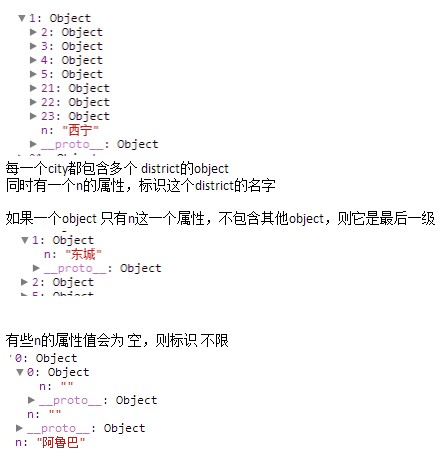 ▼ 1: Object
▶ 2: Object
▶ 3: Object
▶ 4: Object
▶ 5: Object
▶ 21: Object
▶ 22: Object
▶ 23: Object
n: "西宁"
▶ __proto__: Object
每一个city都包含多个 district的object
同时有一个n的属性，标识这个district的名字
如果一个object 只有n这一个属性，不包含其他object，则它是最后一级
▼ 1: Object
n: "东城"
▶ __proto__: Object
▶ 2: Object
有些n的属性值会为 空，则标识 不限
0: Object
▼ 0: Object
n: ""
▶ __proto__: Object
n: ""
▶ __proto__: Object
n: "阿鲁巴"